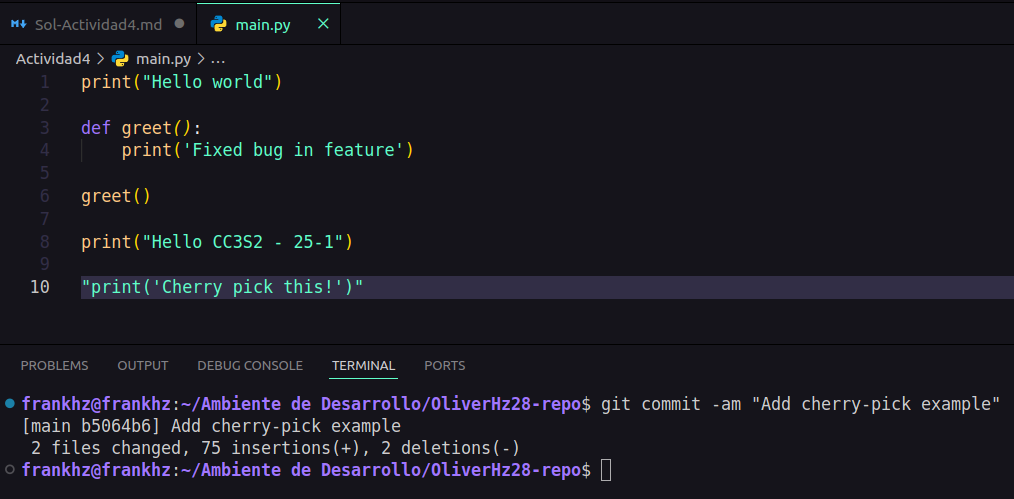 Sol-Actividad4.md
main.py
Actividad4 > main.py > ...
1 print("Hello world")
2
3 def greet():
4     print('Fixed bug in feature')
5
6 greet()
7
8 print("Hello CC3S2 - 25-1")
9
10 "print('Cherry pick this!')"
PROBLEMS OUTPUT DEBUG CONSOLE TERMINAL PORTS
frankhz@frankhz:~/Ambiente de Desarrollo/OliverHz28-repo$ git commit -am "Add cherry-pick example"
[main b5064b6] Add cherry-pick example
 2 files changed, 75 insertions(+), 2 deletions(-)
frankhz@frankhz:~/Ambiente de Desarrollo/OliverHz28-repo$